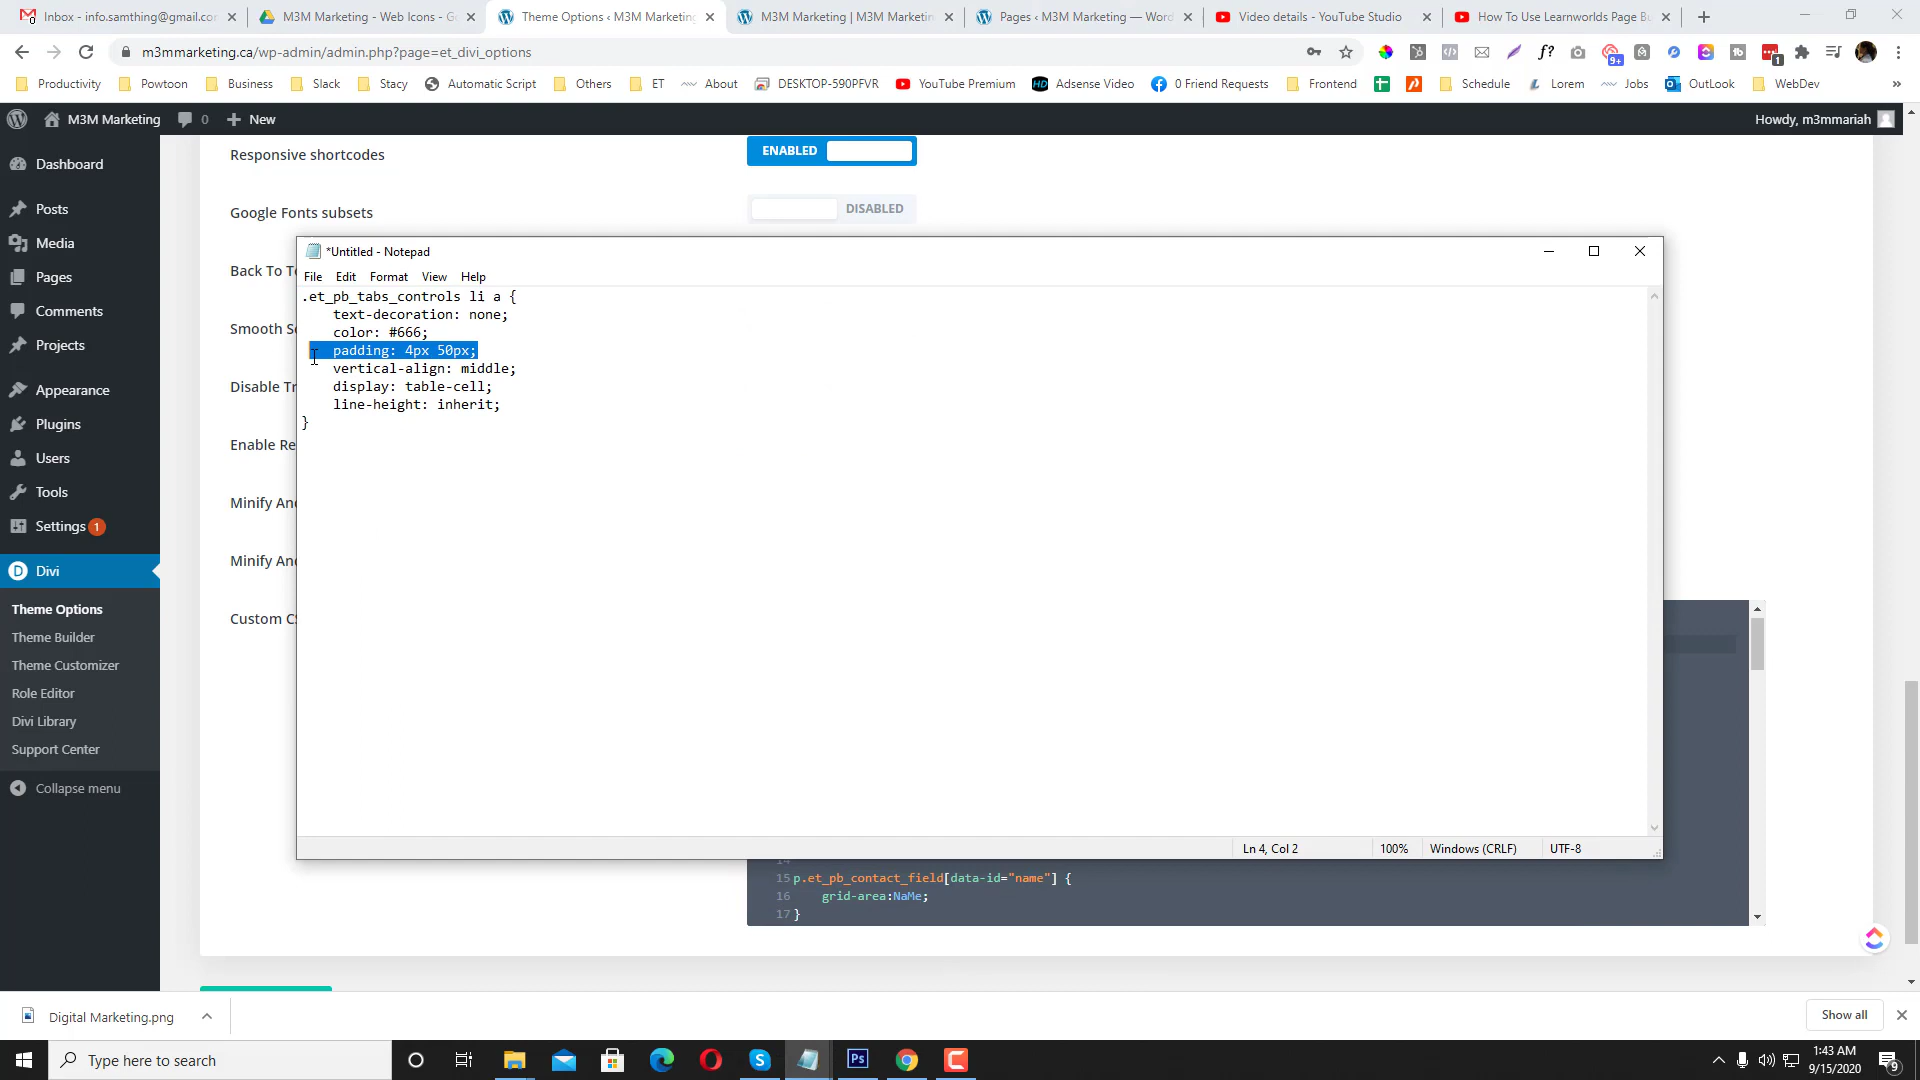 Inbox - info.samthing@gmail.co
M3M Marketing - Web Icons - G
Theme Options ‹ M3M Marketing
M3M Marketing | M3M Marketin
Pages ‹ M3M Marketing — Word
Video details - YouTube Studio
How To Use Learnworlds Page B
m3mmarketing.ca/wp-admin/admin.php?page=et_divi_options
f?
9+
1
Productivity
Powtoon
Business
Slack
Stacy
Automatic Script
Others
ET
About
DESKTOP-590PFVR
YouTube Premium
HD
Adsense Video
0 Friend Requests
Frontend
Schedule
Lorem
Jobs
OutLook
WebDev
»
M3M Marketing
0
New
Howdy, m3mmariah
Dashboard
Posts
Media
Pages
Comments
Projects
Appearance
Plugins
Users
Tools
Settings 1
D
Divi
Theme Options
Theme Builder
Theme Customizer
Role Editor
Divi Library
Support Center
Collapse menu
Responsive shortcodes
ENABLED
Google Fonts subsets
DISABLED
Back To T
Smooth S
Disable Tr
Enable Re
Minify An
Minify An
Custom C
*Untitled - Notepad
File Edit Format View Help
.et_pb_tabs_controls li a {
text-decoration: none;
color: #666;
padding: 4px 50px;
vertical-align: middle;
display: table-cell;
line-height: inherit;
}
Ln 4, Col 2
100%
Windows (CRLF)
UTF-8
14
15 p.et_pb_contact_field[data-id="name"] {
16 grid-area:NaMe;
17 }
Digital Marketing.png
Show all
Type here to search
Ps
1:43 AM
9/15/2020
9